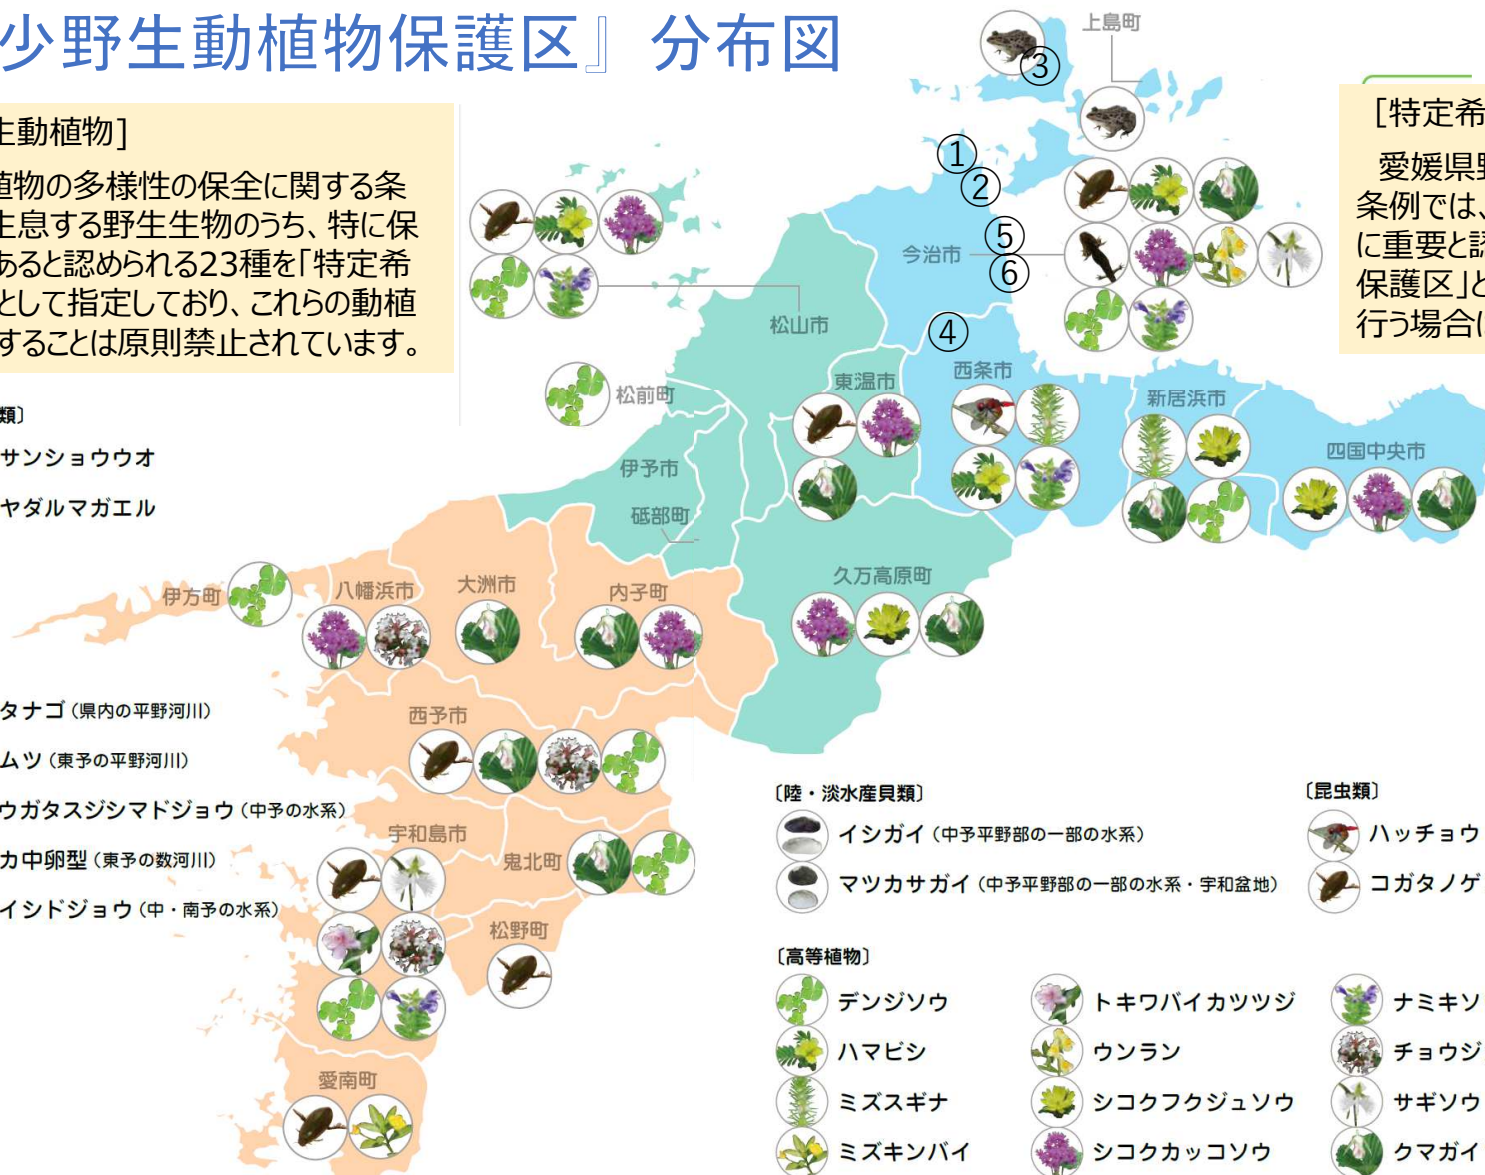 少野生動植物保護区』分布図
生動植物]
植物の多様性の保全に関する条
生息する野生生物のうち、特に保
あると認められる23種を「特定希
として指定しており、これらの動植
することは原則禁止されています。
[特定希
愛媛県野
条例では、
に重要と認
保護区」と
行う場合は
上島町
③
①
②
今治市
⑤
⑥
④
松山市
松前町
東温市
西条市
新居浜市
四国中央市
伊予市
砥部町
久万高原町
伊方町
八幡浜市
大洲市
内子町
西予市
宇和島市
鬼北町
松野町
愛南町
類〕
サンショウウオ
ヤダルマガエル
タナゴ（県内の平野河川）
ムツ（東予の平野河川）
ウガタスジシマドジョウ（中予の水系）
カ中卵型（東予の数河川）
イシドジョウ（中・南予の水系）
〔陸・淡水産貝類〕
イシガイ（中予平野部の一部の水系）
マツカサガイ（中予平野部の一部の水系・宇和盆地）
〔昆虫類〕
ハッチョウ
コガタノゲ
〔高等植物〕
デンジソウ
ハマビシ
ミズスギナ
ミズキンバイ
トキワバイカツツジ
ウンラン
シコクフクジュソウ
シコクカッコソウ
ナミキソ
チョウジ
サギソウ
クマガイ